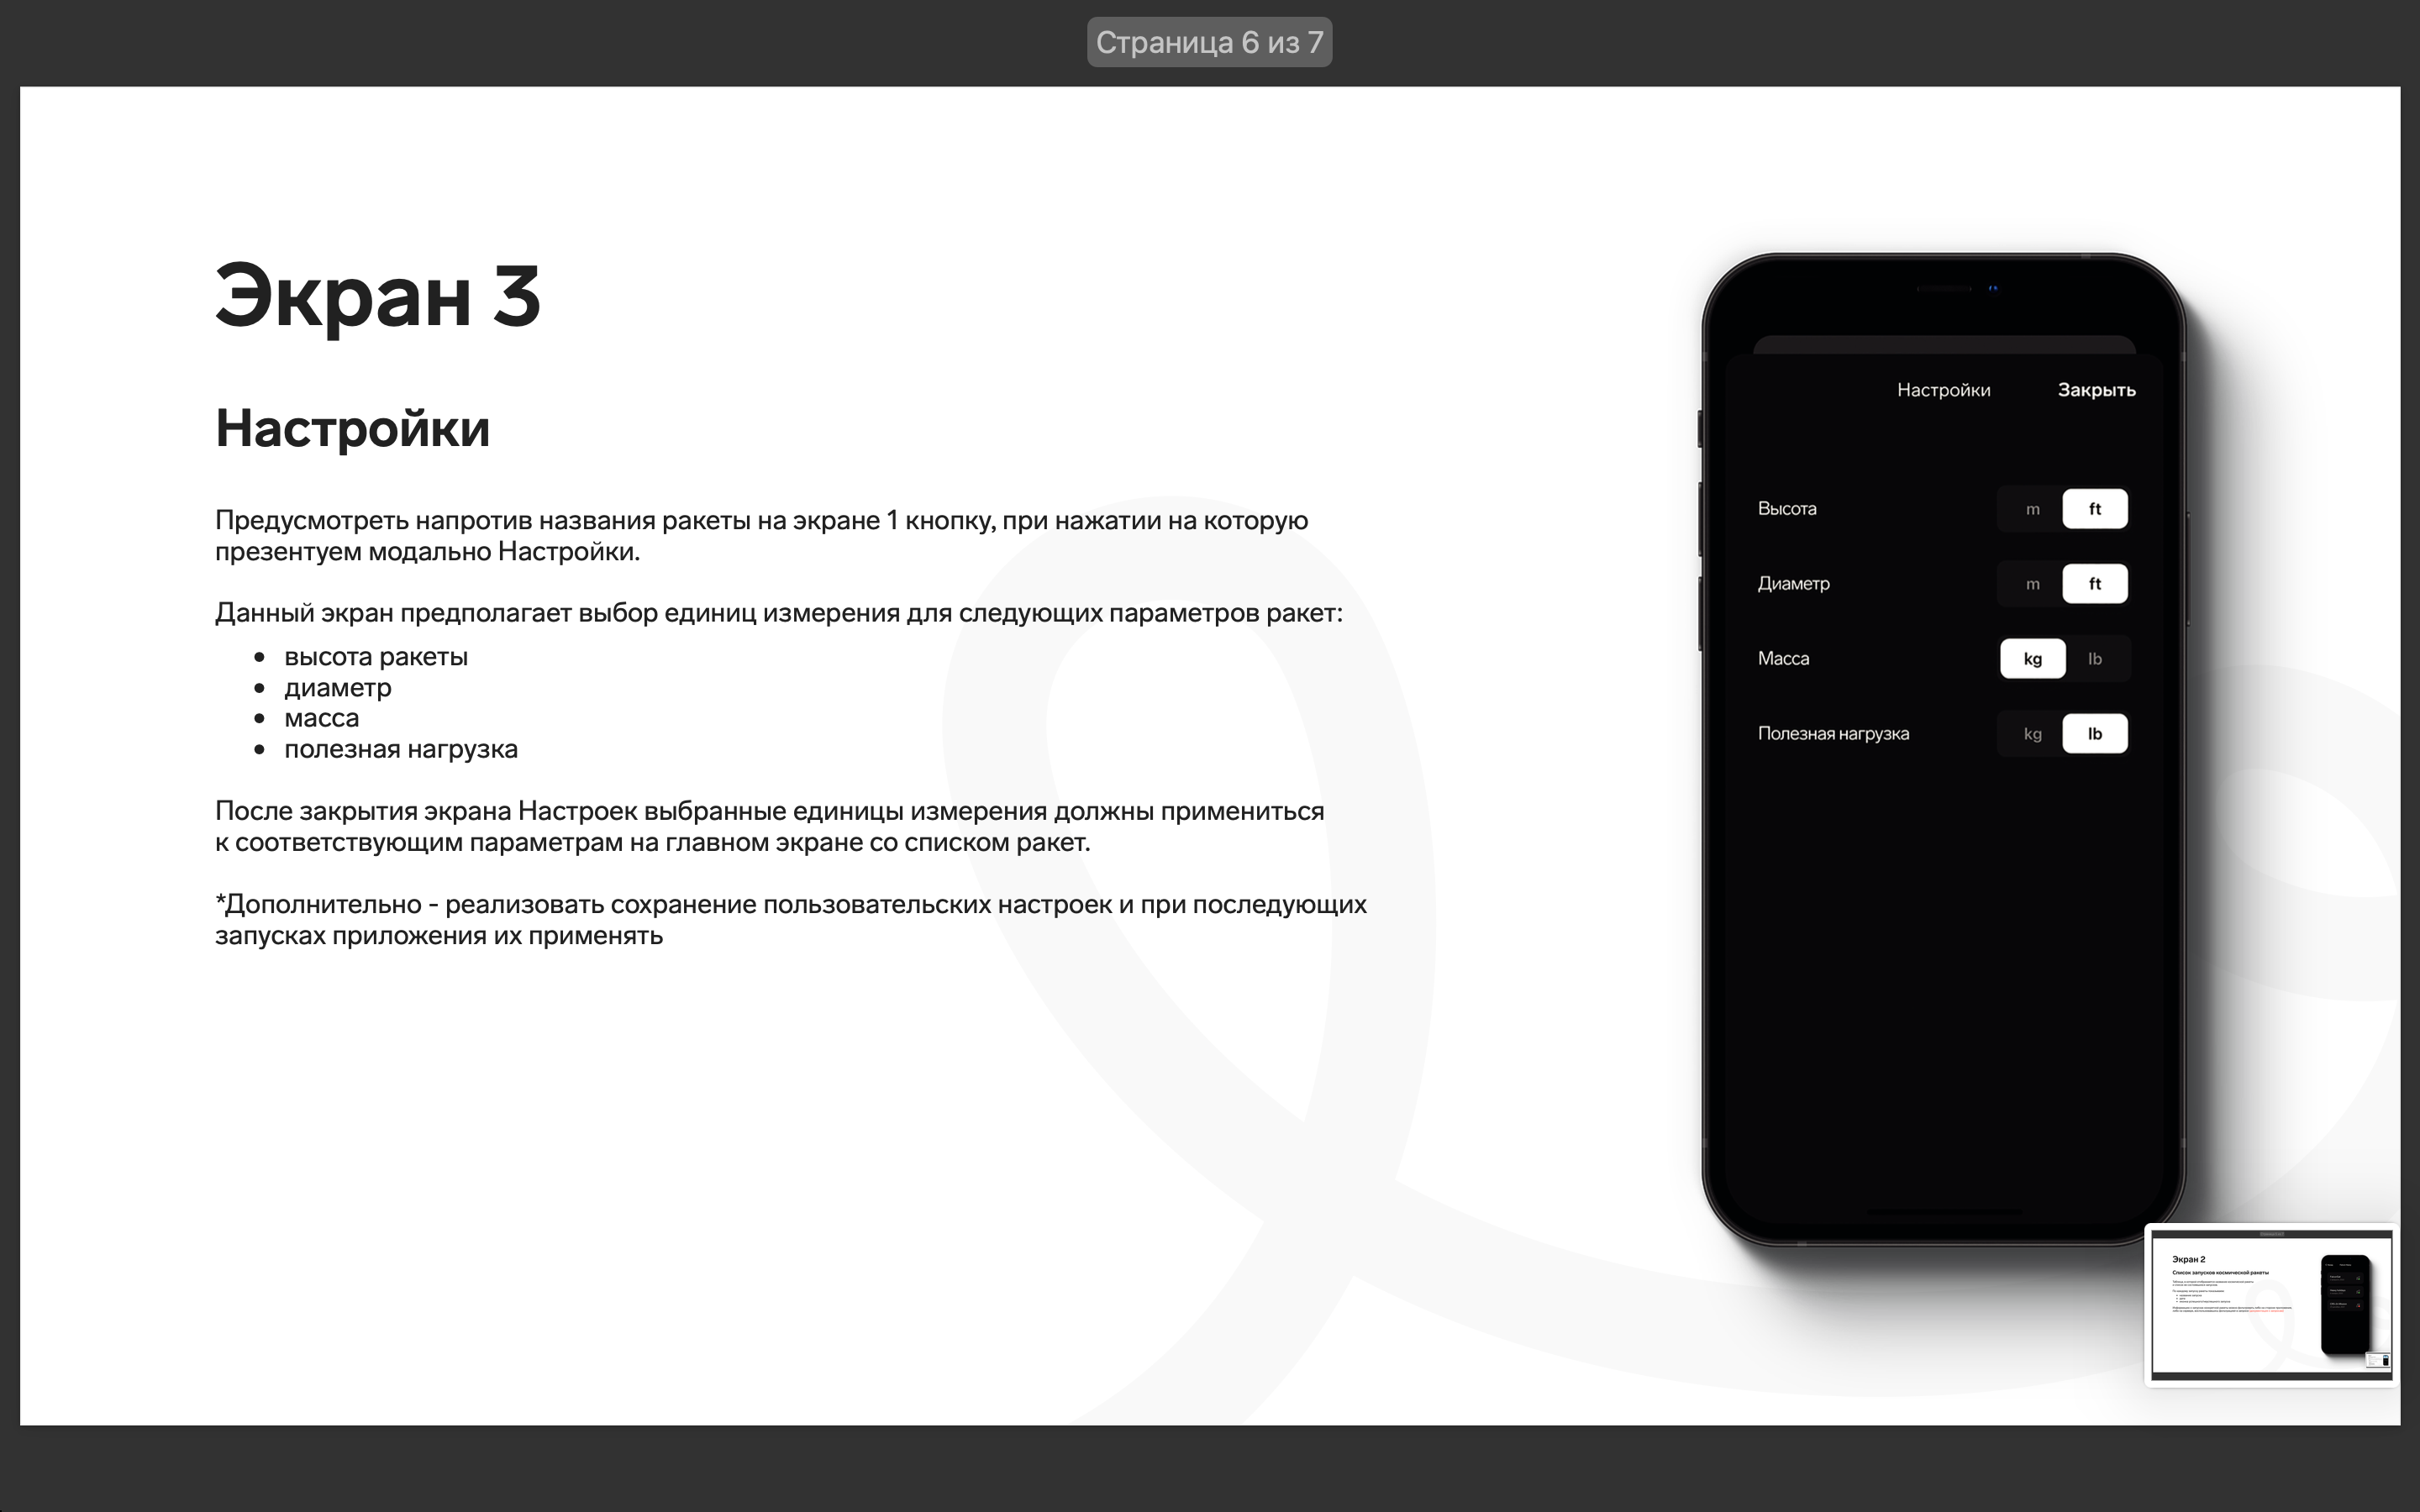 Страница 6 из 7
Экран 3
Настройки
Предусмотреть напротив названия ракеты на экране 1 кнопку, при нажатии на которую
презентуем модально Настройки.
Данный экран предполагает выбор единиц измерения для следующих параметров ракет:
• высота ракеты
• диаметр
• масса
• полезная нагрузка
После закрытия экрана Настроек выбранные единицы измерения должны примениться
к соответствующим параметрам на главном экране со списком ракет.
*Дополнительно - реализовать сохранение пользовательских настроек и при последующих
запусках приложения их применять
Настройки Закрыть
Высота m ft
Диаметр m ft
Масса kg lb
Полезная нагрузка kg lb
Экран 2
Список запусков космической ракеты